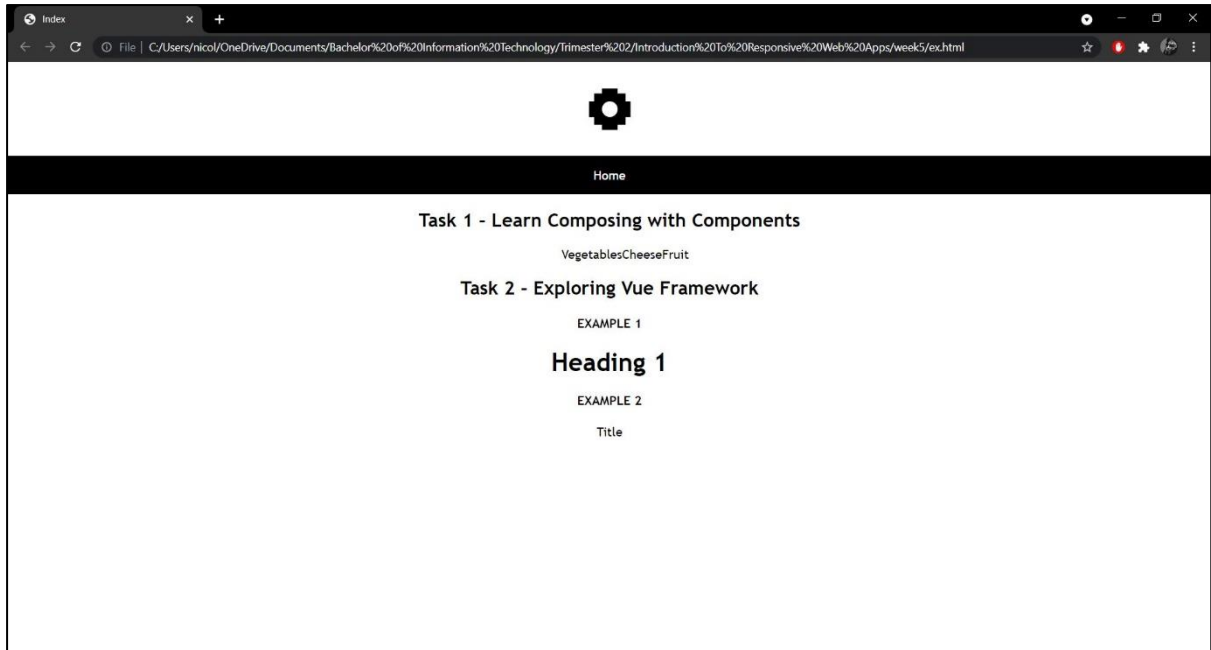 Index
File | C:/Users/nicol/OneDrive/Documents/Bachelor%20of%20Information%20Technology/Trimester%202/Introduction%20To%20Responsive%20Web%20Apps/week5/ex.html
Home
Task 1 - Learn Composing with Components
VegetablesCheeseFruit
Task 2 - Exploring Vue Framework
EXAMPLE 1
Heading 1
EXAMPLE 2
Title